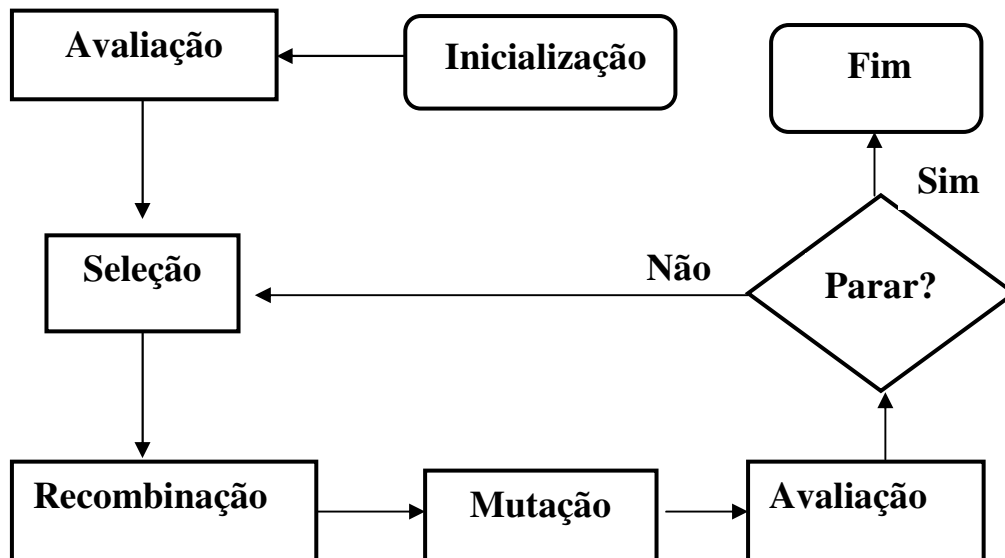 Avaliação
Inicialização
Fim
Sim
Seleção
Não
Parar?
Recombinação
Mutação
Avaliação